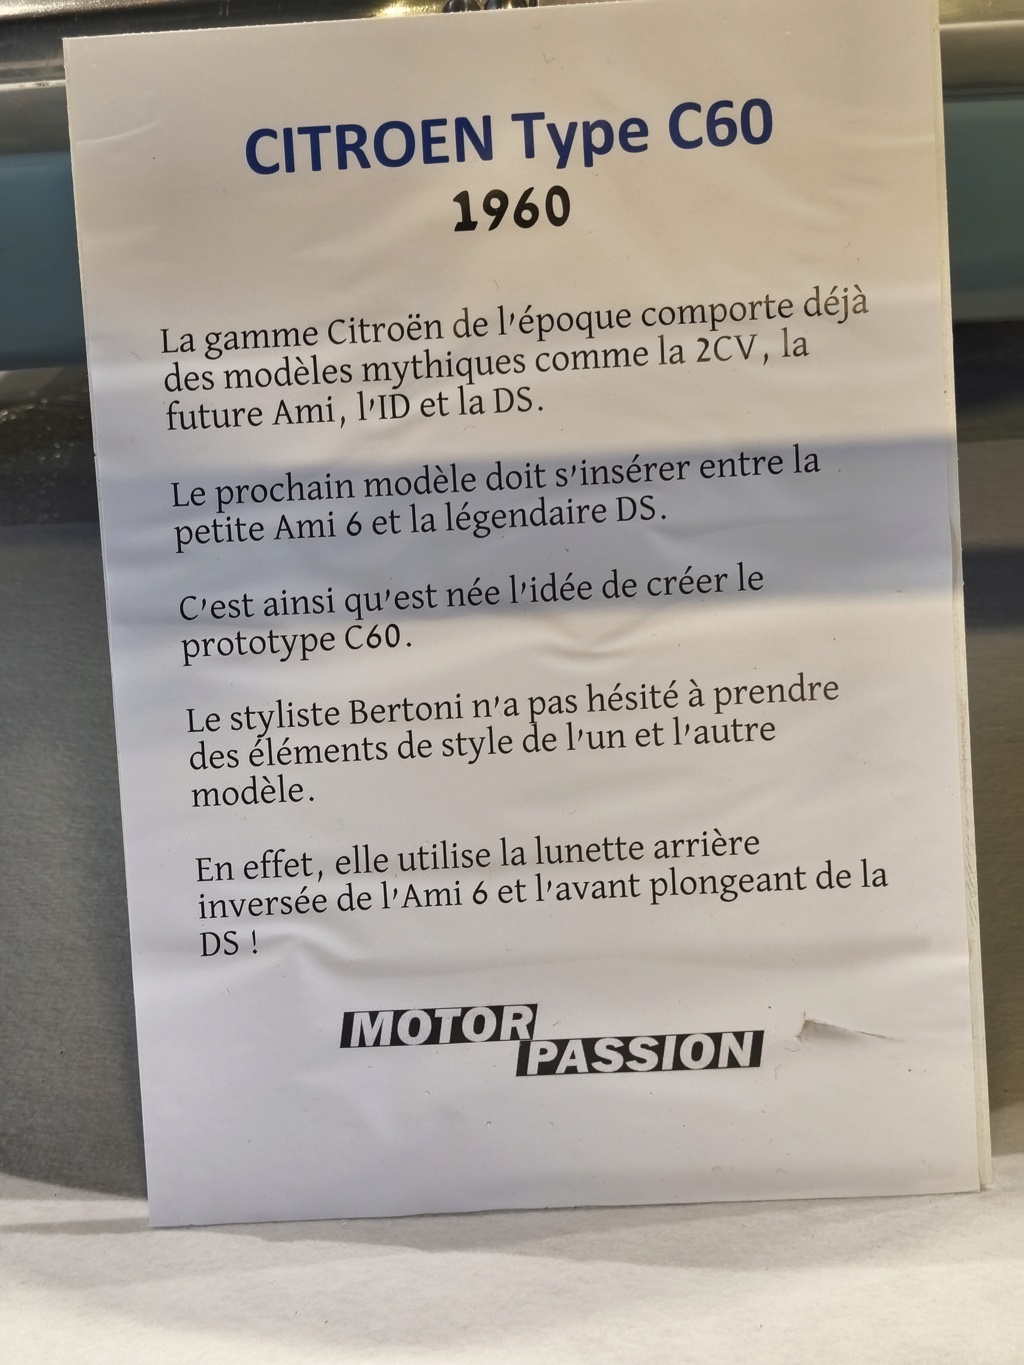 CITROEN Type C60
1960
La gamme Citroën de l'époque comporte déjà
des modèles mythiques comme la 2CV, la
future Ami, l'ID et la DS.
Le prochain modèle doit s'insérer entre la
petite Ami 6 et la légendaire DS.
C'est ainsi qu'est née l'idée de créer le
prototype C60.
Le styliste Bertoni n'a pas hésité à prendre
des éléments de style de l'un et l'autre
modèle.
En effet, elle utilise la lunette arrière
inversée de l'Ami 6 et l'avant plongeant de la
DS !
MOTOR
PASSION